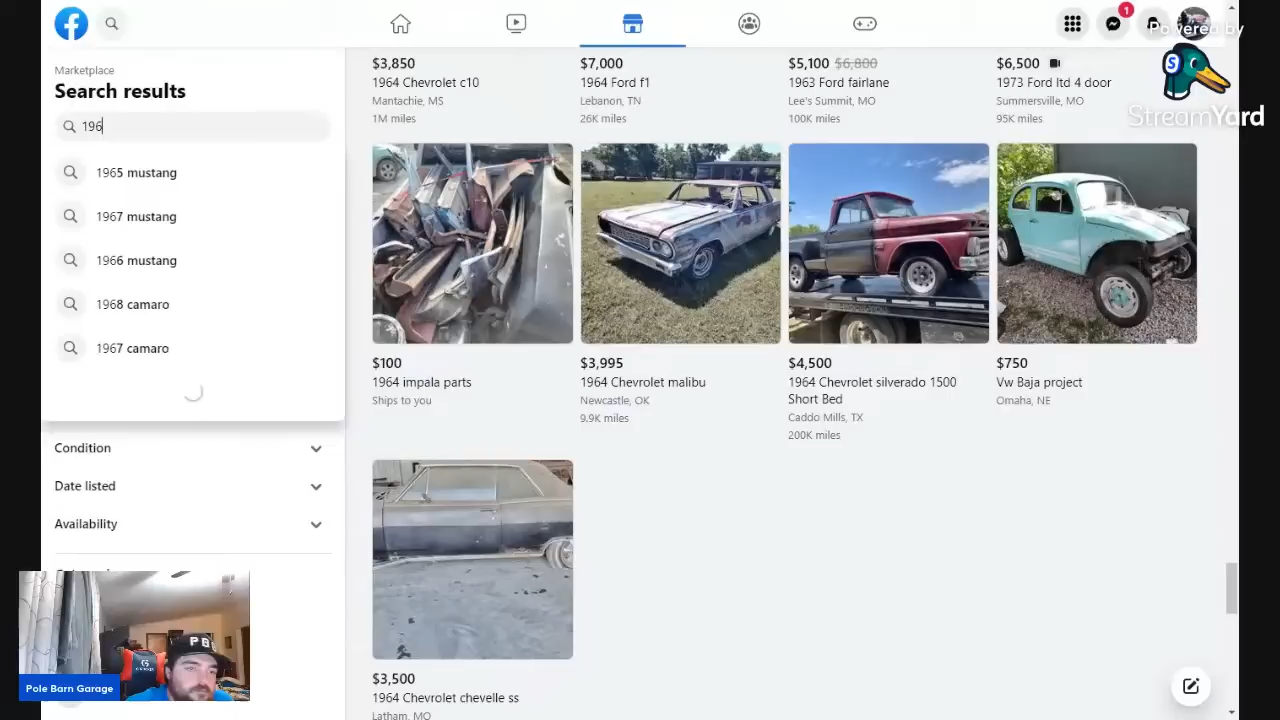 1
Powered by
StreamYard
Marketplace
Search results
196
1965 mustang
1967 mustang
1966 mustang
1968 camaro
1967 camaro
Condition
Date listed
Availability
$3,850
1964 Chevrolet c10
Mantachie, MS
1M miles
$7,000
1964 Ford f1
Lebanon, TN
26K miles
$5,100 $6,800
1963 Ford fairlane
Lee's Summit, MO
100K miles
$6,500
1973 Ford ltd 4 door
Summersville, MO
95K miles
$100
1964 impala parts
Ships to you
$3,995
1964 Chevrolet malibu
Newcastle, OK
9.9K miles
$4,500
1964 Chevrolet silverado 1500
Short Bed
Caddo Mills, TX
200K miles
$750
Vw Baja project
Omaha, NE
$3,500
1964 Chevrolet chevelle ss
Latham, MO
Pole Barn Garage